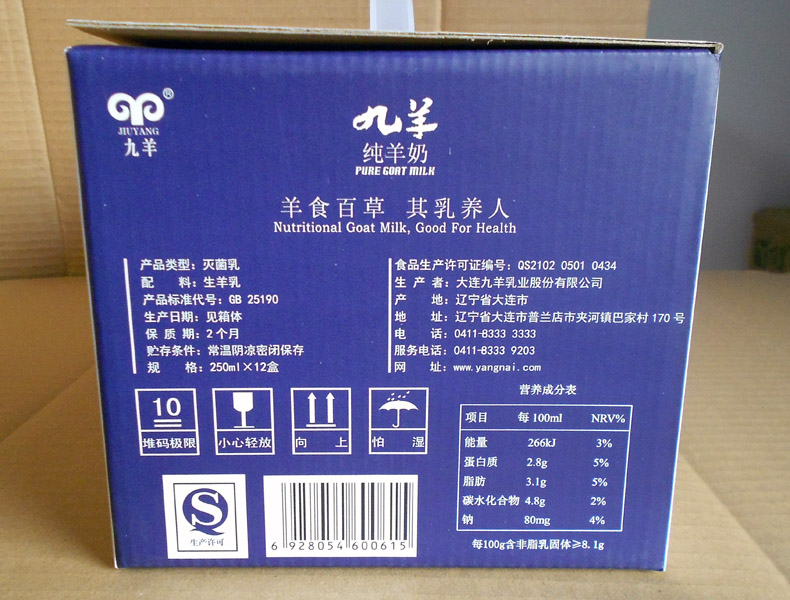 ®
JIUYANG
九羊
九羊
纯羊奶
PURE GOAT MILK
羊食百草 其乳养人
Nutritional Goat Milk, Good For Health
产品类型：灭菌乳
配 料：生羊乳
产品标准代号：GB 25190
生产日期：见箱体
保 质 期：2个月
贮存条件：常温阴凉密闭保存
规 格：250ml×12盒
食品生产许可证编号：QS2102 0501 0434
生 产 者：大连九羊乳业股份有限公司
产 地：辽宁省大连市
地 址：辽宁省大连市普兰店市夹河镇巴家村 170 号
电 话：0411-8333 3333
服务电话：0411-8333 9203
网 址：www.yangnai.com
10
堆码极限
小心轻放
向 上
怕 湿
营养成分表
项目 每 100ml NRV%
能量 266kJ 3%
蛋白质 2.8g 5%
脂肪 3.1g 5%
碳水化合物 4.8g 2%
钠 80mg 4%
每100g含非脂乳固体≥8.1g
S
生产许可
6 928054 600615